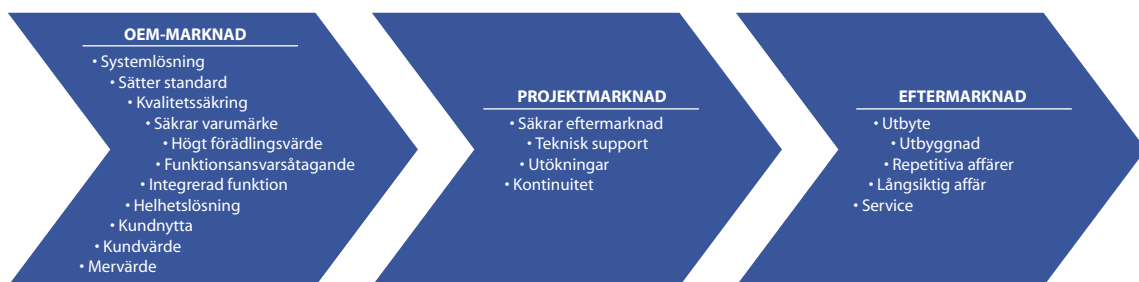 OEM-MARKNAD
• Systemlösning
• Sätter standard
• Kvalitetssäkring
• Säkrar varumärke
• Högt förädlingsvärde
• Funktionsansvarsåtagande
• Integrerad funktion
• Helhetslösning
• Kundnytta
• Kundvärde
• Mervärde
PROJEKTMARKNAD
• Säkrar eftermarknad
• Teknisk support
• Utökningar
• Kontinuitet
EFTERMARKNAD
• Utbyte
• Utbyggnad
• Repetitiva affärer
• Långsiktig affär
• Service